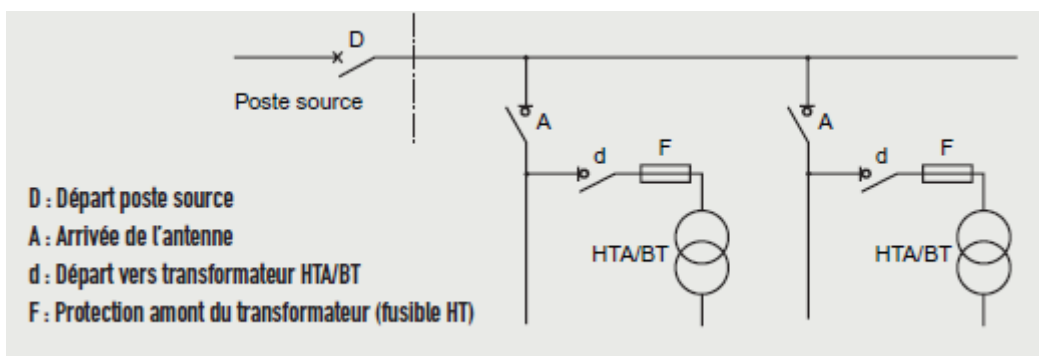 D
Poste source
A
d
F
HTA/BT
A
d
F
HTA/BT
D : Départ poste source
A : Arrivée de l'antenne
d : Départ vers transformateur HTA/BT
F : Protection amont du transformateur (fusible HT)